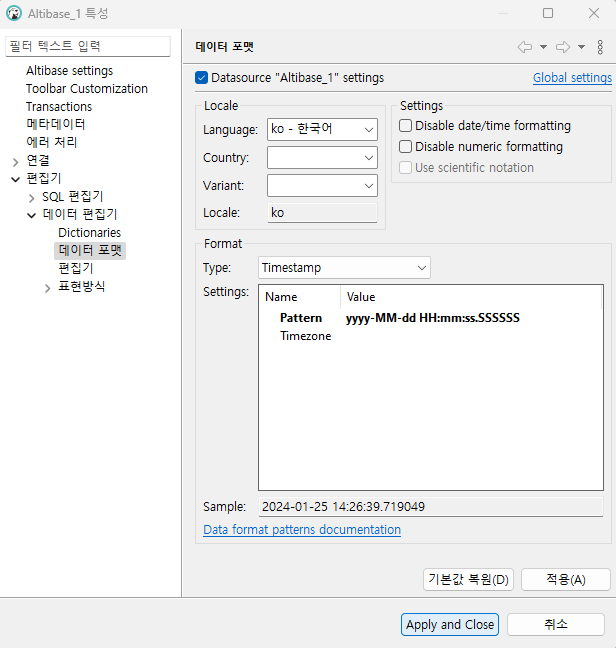 Altibase_1 특성
필터 텍스트 입력
Altibase settings
Toolbar Customization
Transactions
메타데이터
에러 처리
연결
편집기
SQL 편집기
데이터 편집기
Dictionaries
데이터 포맷
편집기
표현방식
데이터 포맷
Datasource "Altibase_1" settings
Global settings
Locale
Language:
ko - 한국어
Country:
Variant:
Locale:
ko
Settings
Disable date/time formatting
Disable numeric formatting
Use scientific notation
Format
Type:
Timestamp
Settings:
Name Value
Pattern yyyy-MM-dd HH:mm:ss.SSSSSS
Timezone
Sample:
2024-01-25 14:26:39.719049
Data format patterns documentation
기본값 복원(D)
적용(A)
Apply and Close
취소